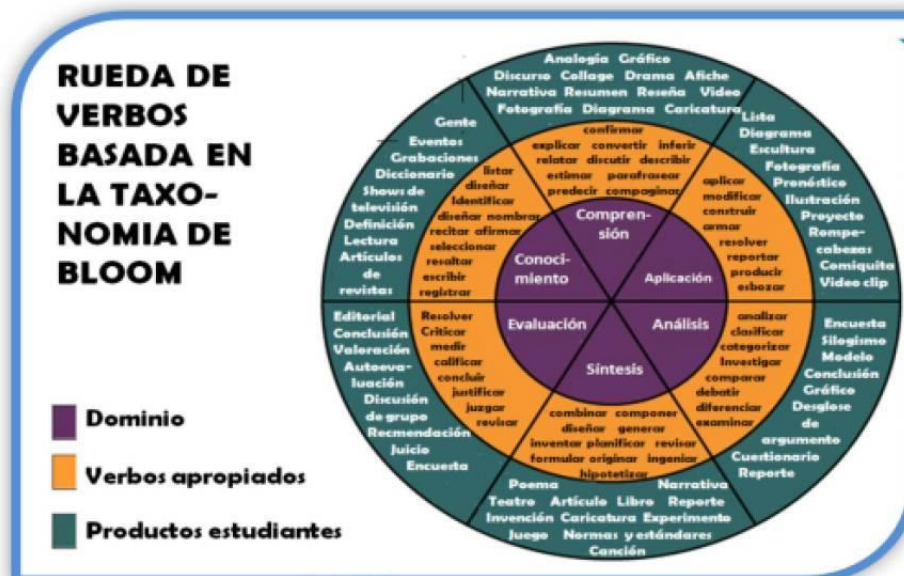 RUEDA DE
VERBOS
BASADA EN
LA TAXO-
NOMIA DE
BLOOM
Dominio
Verbos apropiados
Productos estudiantes
Analogía Gráfico
Discurso Collage Drama Afiche
Narrativa Resumen Reseña Video
Fotografía Diagrama Caricatura
confirmar
explicar convertir inferir
relatar discutir describir
estimar parafrasear
predecir compaginar
Compren-
sión
Lista
Diagrama
Escultura
Fotografía
Pronóstico
Ilustración
Proyecto
Rompe-
cabezas
Comiquita
Video clip
aplicar
modificar
construir
armar
resolver
reportar
producir
esbozar
Aplicación
Encuesta
Silogismo
Modelo
Conclusión
Gráfico
Desglose
de
argumento
Cuestionario
Reporte
analizar
clasificar
categorizar
Investigar
comparar
debatir
diferenciar
examinar
Análisis
Poema Narrativa
Teatro Artículo Libro Reporte
Invención Caricatura Experimento
Juego Normas y estándares
Canción
combinar componer
diseñar generar
inventar planificar revisar
formular originar ingeniar
hipotetizar
Síntesis
Editorial
Conclusión
Valoración
Autoeva-
luación
Discusión
de grupo
Recmendación
Juicio
Encuesta
Resolver
Criticar
medir
calificar
concluir
justificar
juzgar
revisar
Evaluación
Gente
Eventos
Grabaciones
Diccionario
Shows de
televisión
Definición
Lectura
Artículos
de
revistas
listar
diseñar
Identificar
diseñar nombrar
recitar afirmar
seleccionar
resaltar
escribir
registrar
Conoci-
miento